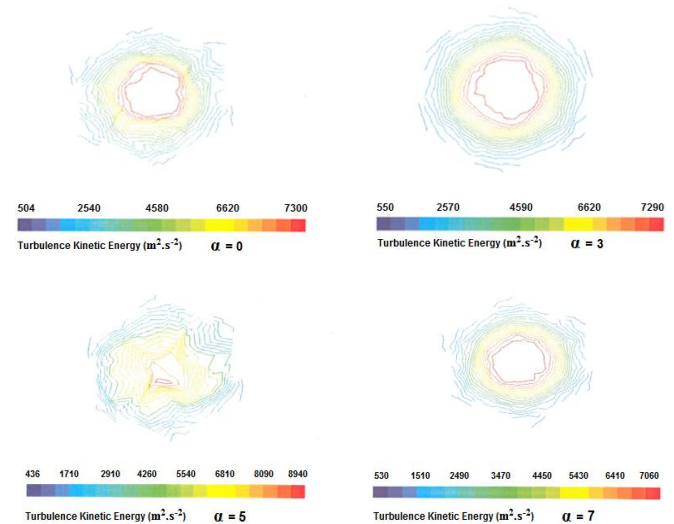 504 2540 4580 6620 7300
Turbulence Kinetic Energy (m².s⁻²) α = 0
550 2570 4590 6620 7290
Turbulence Kinetic Energy (m².s⁻²) α = 3
436 1710 2910 4260 5540 6810 8090 8940
Turbulence Kinetic Energy (m².s⁻²) α = 5
530 1510 2490 3470 4450 5430 6410 7060
Turbulence Kinetic Energy (m².s⁻²) α = 7